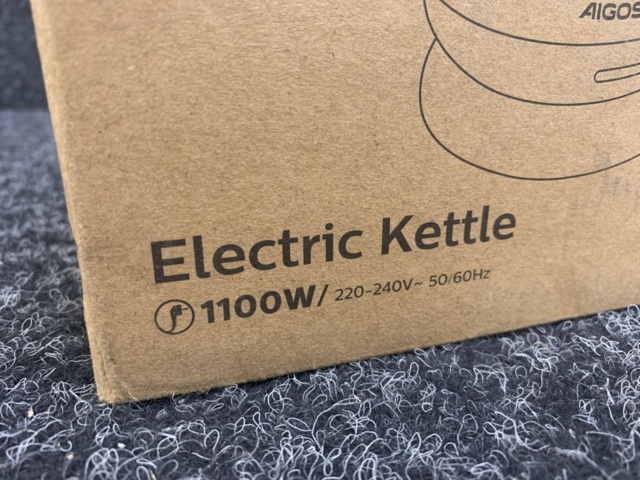 AIGOS
Electric Kettle
1100W/ 220-240V~ 50/60Hz